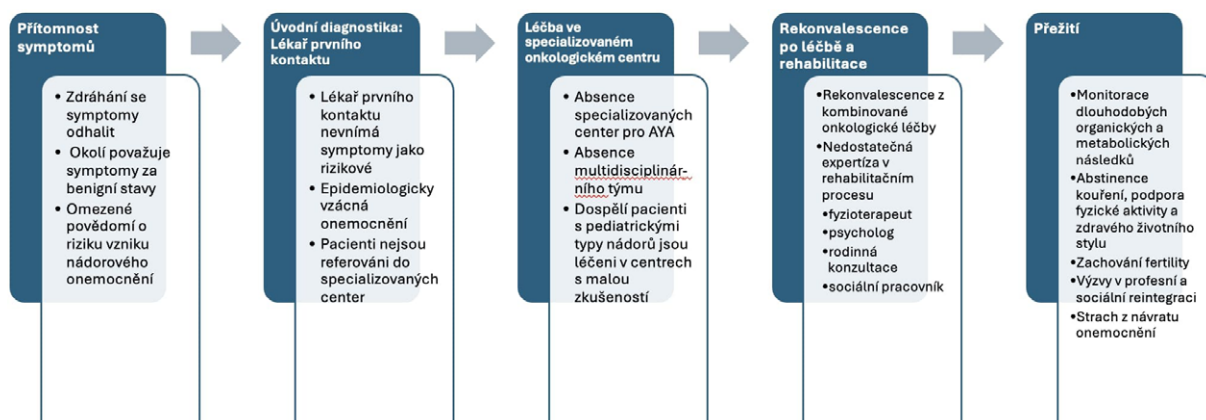 Přítomnost
symptomů
• Zdráhání se
symptomy
odhalit
• Okolí považuje
symptomy za
benigní stavy
• Omezené
povědomí o
riziku vzniku
nádorového
onemocnění
Úvodní diagnostika:
Lékař prvního
kontaktu
• Lékař prvního
kontaktu
nevnímá
symptomy jako
rizikové
• Epidemiologicky
vzácná
onemocnění
• Pacienti nejsou
referováni do
specializovaných
center
Léčba ve
specializovaném
onkologickém centru
• Absence
specializovaných
center pro AYA
• Absence
multidisciplinár-
ního týmu
• Dospělí pacienti
s pediatrickými
typy nádorů jsou
léčeni v centrech
s malou
zkušeností
Rekonvalescence
po léčbě a
rehabilitace
•Rekonvalescence z
kombinované
onkologické léčby
•Nedostatečná
expertíza v
rehabilitačním
procesu
•fyzioterapeut
•psycholog
•rodinná
konzultace
•sociální pracovník
Přežití
•Monitorace
dlouhodobých
organických a
metabolických
následků
•Abstinence
kouření, podpora
fyzické aktivity a
zdravého životního
stylu
•Zachování fertility
•Výzvy v profesní a
sociální reintegraci
•Strach z návratu
onemocnění